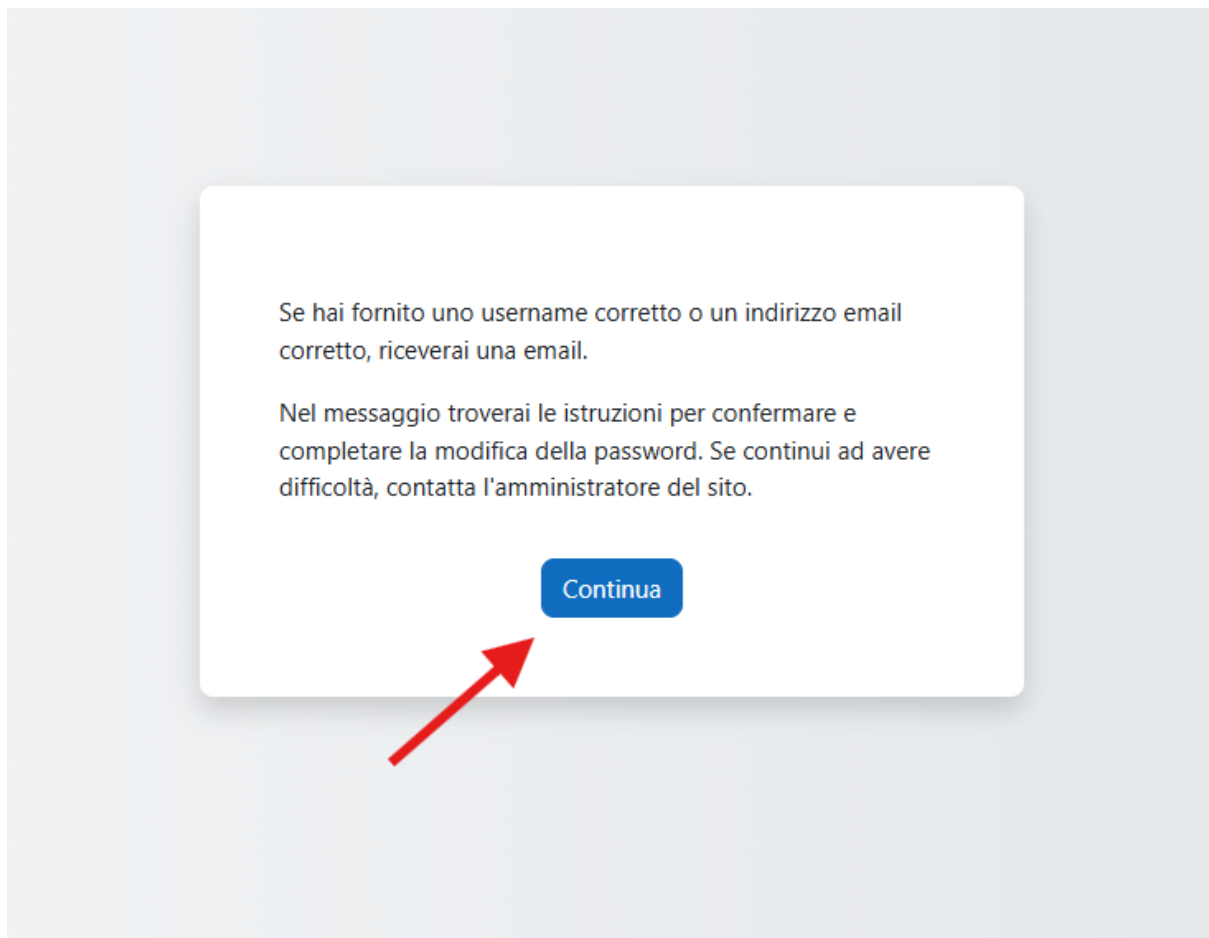 Se hai fornito uno username corretto o un indirizzo email
corretto, riceverai una email.
Nel messaggio troverai le istruzioni per confermare e
completare la modifica della password. Se continui ad avere
difficoltà, contatta l'amministratore del sito.
Continua